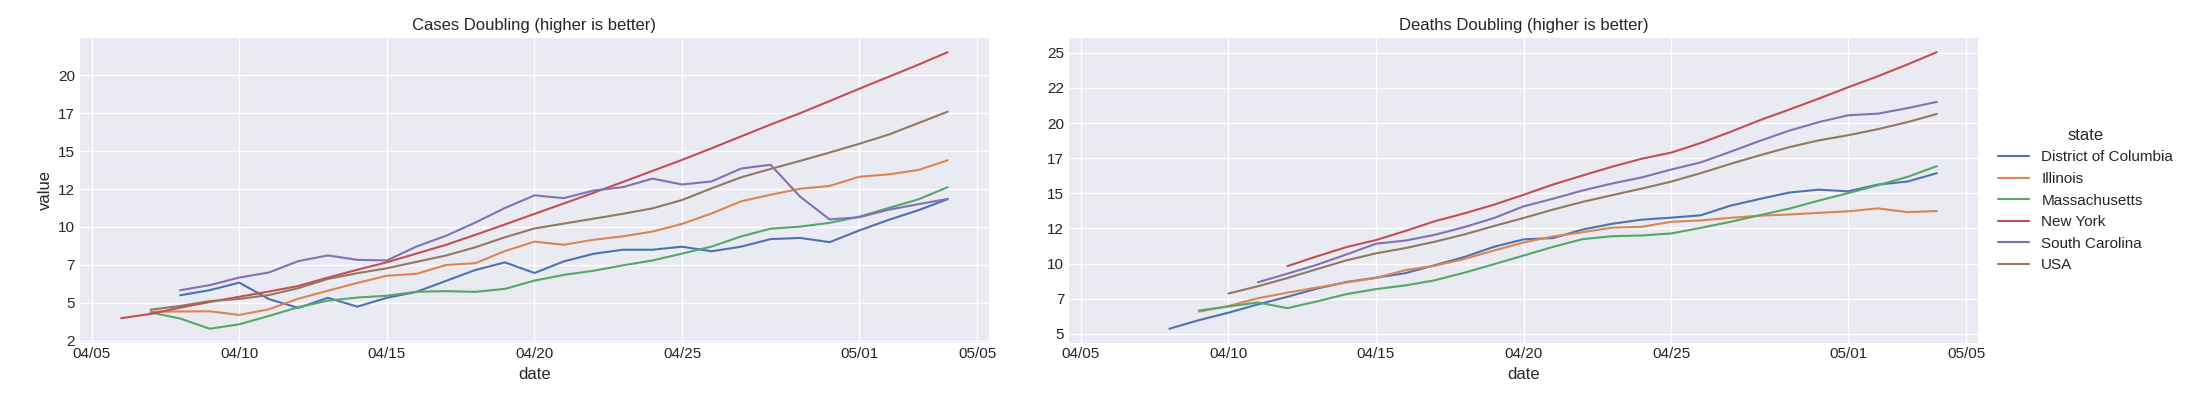 Cases Doubling (higher is better)
value
20
17
15
12
10
7
5
2
04/05 04/10 04/15 04/20 04/25 05/01 05/05
date
Deaths Doubling (higher is better)
25
22
20
17
15
12
10
7
5
04/05 04/10 04/15 04/20 04/25 05/01 05/05
date
state
District of Columbia
Illinois
Massachusetts
New York
South Carolina
USA